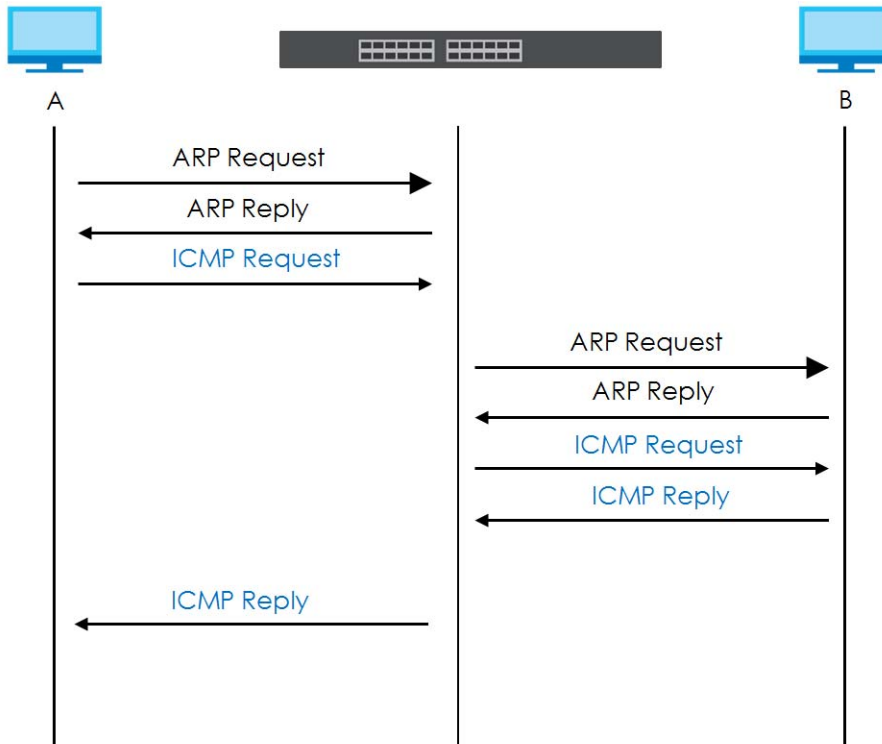 A
B
ARP Request
ARP Reply
ICMP Request
ARP Request
ARP Reply
ICMP Request
ICMP Reply
ICMP Reply